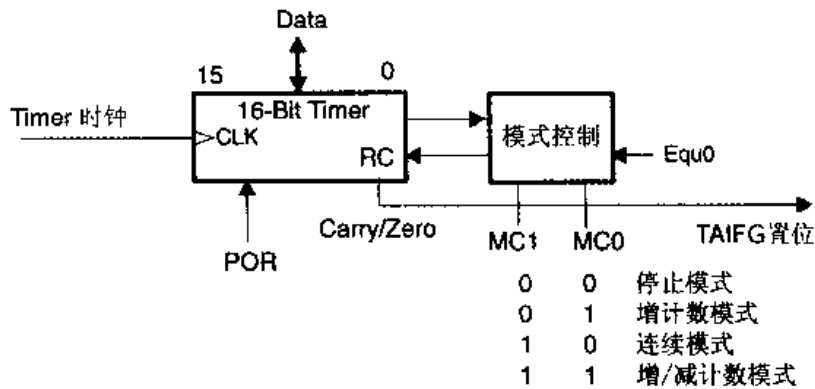 Data
15 0
Timer 时钟
16-Bit Timer
CLK
RC
模式控制
Equ0
POR
Carry/Zero
MC1 MC0
TAIFG置位
0 0 停止模式
0 1 增计数模式
1 0 连续模式
1 1 增/减计数模式